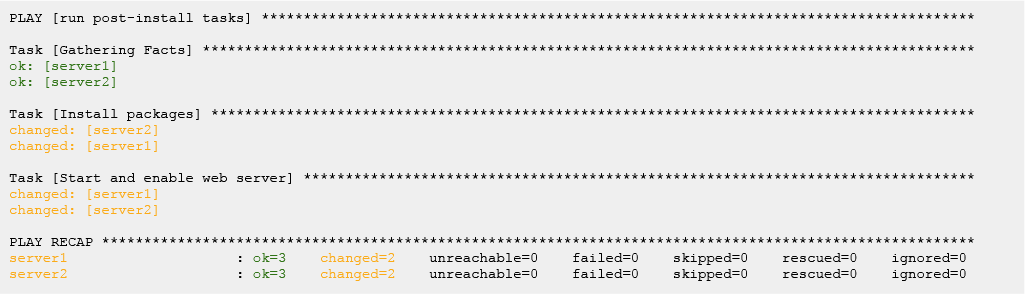 PLAY [run post-install tasks] *************************************************************************************
Task [Gathering Facts] ********************************************************************************************
ok: [server1]
ok: [server2]
Task [Install packages] *******************************************************************************************
changed: [server2]
changed: [server1]
Task [Start and enable web server] ********************************************************************************
changed: [server1]
changed: [server2]
PLAY RECAP ********************************************************************************************************
server1                    : ok=3    changed=2    unreachable=0    failed=0    skipped=0    rescued=0    ignored=0
server2                    : ok=3    changed=2    unreachable=0    failed=0    skipped=0    rescued=0    ignored=0